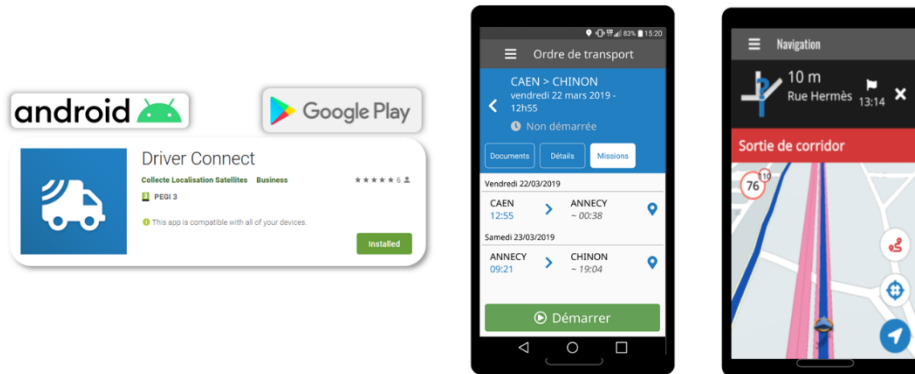 android
Google Play
Driver Connect
Collecte Localisation Satellites Business
6
PEGI 3
This app is compatible with all of your devices.
Installed
83% 15:20
Ordre de transport
CAEN > CHINON
vendredi 22 mars 2019 -
12h55
Non démarrée
Documents Détails Missions
Vendredi 22/03/2019
CAEN ANNECY
12:55 ~ 00:38
Samedi 23/03/2019
ANNECY CHINON
09:21 ~ 19:04
Démarrer
Navigation
10 m
Rue Hermès 13:14
Sortie de corridor
76 110